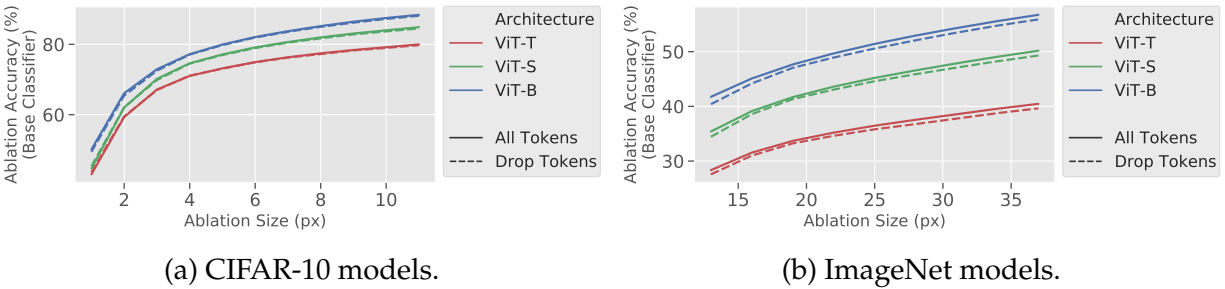 Ablation Accuracy (%)
(Base Classifier)
80
60
2
4
6
8
10
Ablation Size (px)
Architecture
ViT-T
ViT-S
ViT-B
All Tokens
Drop Tokens
(a) CIFAR-10 models.
Ablation Accuracy (%)
(Base Classifier)
50
40
30
15
20
25
30
35
Ablation Size (px)
Architecture
ViT-T
ViT-S
ViT-B
All Tokens
Drop Tokens
(b) ImageNet models.